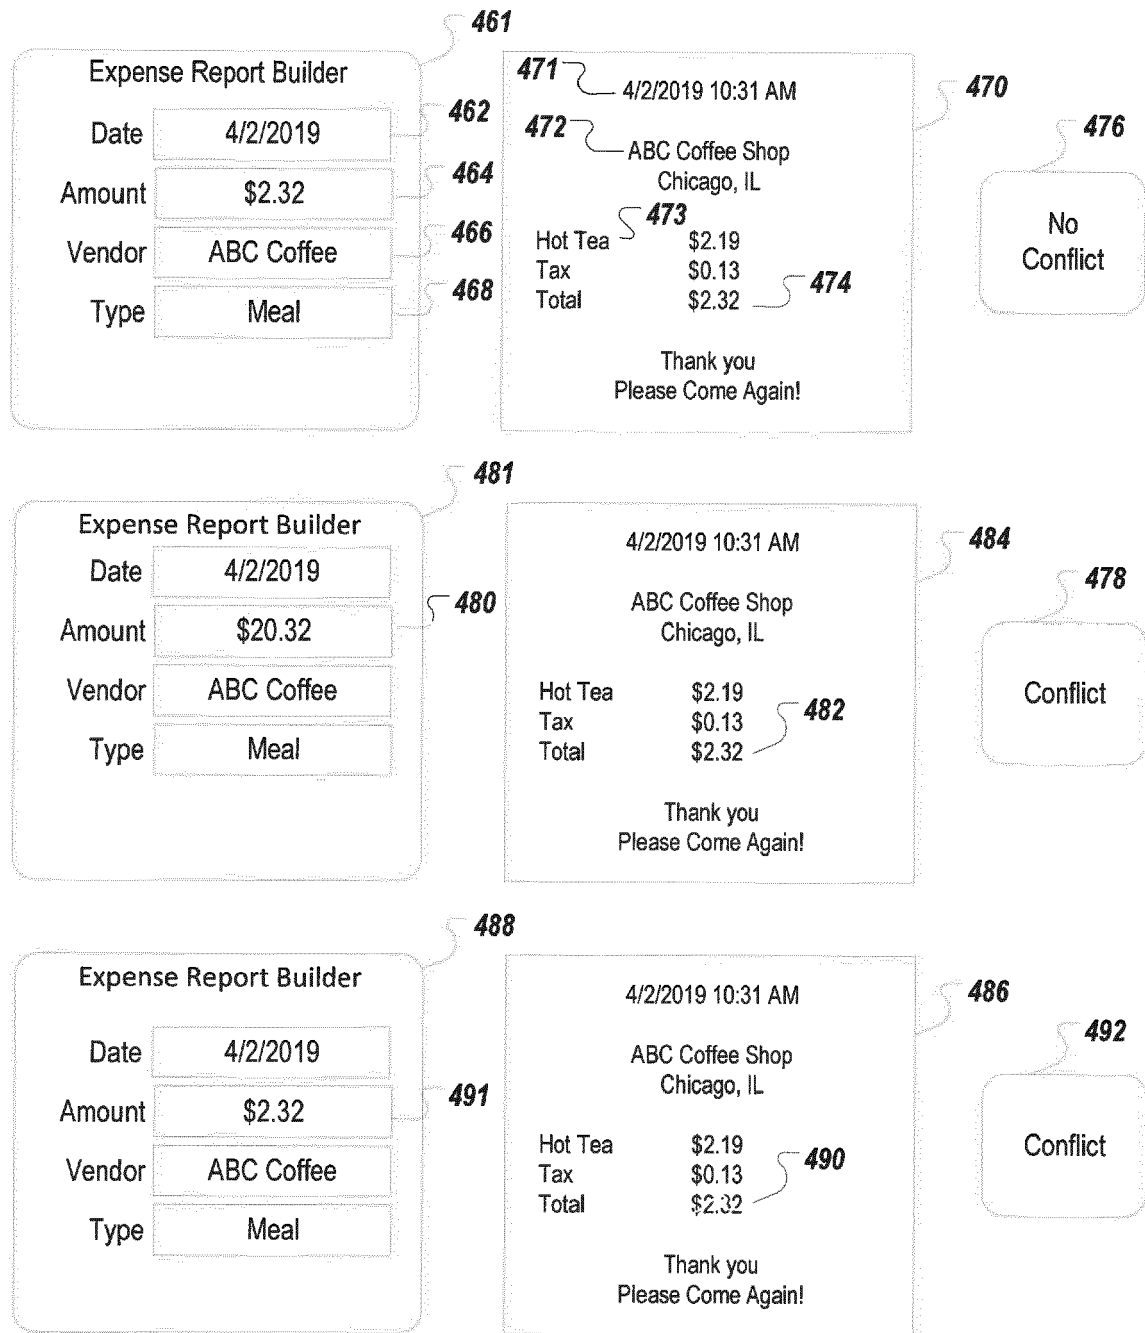 461
Expense Report Builder
Date 4/2/2019
462
Amount $2.32
464
Vendor ABC Coffee
466
Type Meal
468
471
4/2/2019 10:31 AM
470
472
ABC Coffee Shop
Chicago, IL
473
Hot Tea $2.19
Tax $0.13
Total $2.32
474
Thank you
Please Come Again!
476
No
Conflict
481
Expense Report Builder
Date 4/2/2019
Amount $20.32
480
Vendor ABC Coffee
Type Meal
4/2/2019 10:31 AM
484
ABC Coffee Shop
Chicago, IL
Hot Tea $2.19
Tax $0.13
482
Total $2.32
Thank you
Please Come Again!
478
Conflict
488
Expense Report Builder
Date 4/2/2019
Amount $2.32
491
Vendor ABC Coffee
Type Meal
4/2/2019 10:31 AM
486
ABC Coffee Shop
Chicago, IL
Hot Tea $2.19
Tax $0.13
490
Total $2.32
Thank you
Please Come Again!
492
Conflict